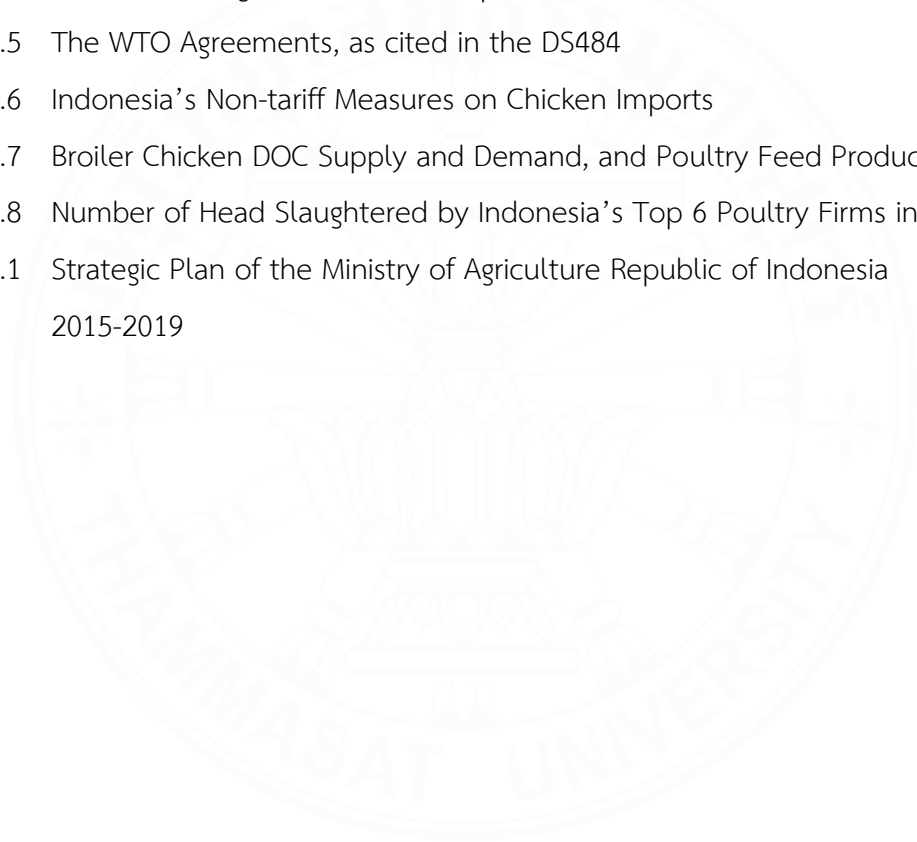 .5 The WTO Agreements, as cited in the DS484
.6 Indonesia’s Non-tariff Measures on Chicken Imports
.7 Broiler Chicken DOC Supply and Demand, and Poultry Feed
.8 Number of Head Slaughtered by Indonesia’s Top 6 Poultry Firms in
.1 Strategic Plan of the Ministry of Agriculture Republic of Indonesia
2015-2019
THAMMASAT UNIVERSITY